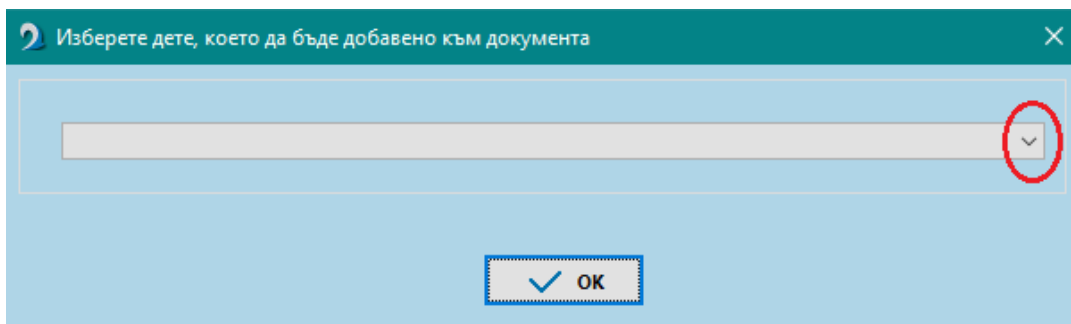 Изберете дете, което да бъде добавено към документа
OK